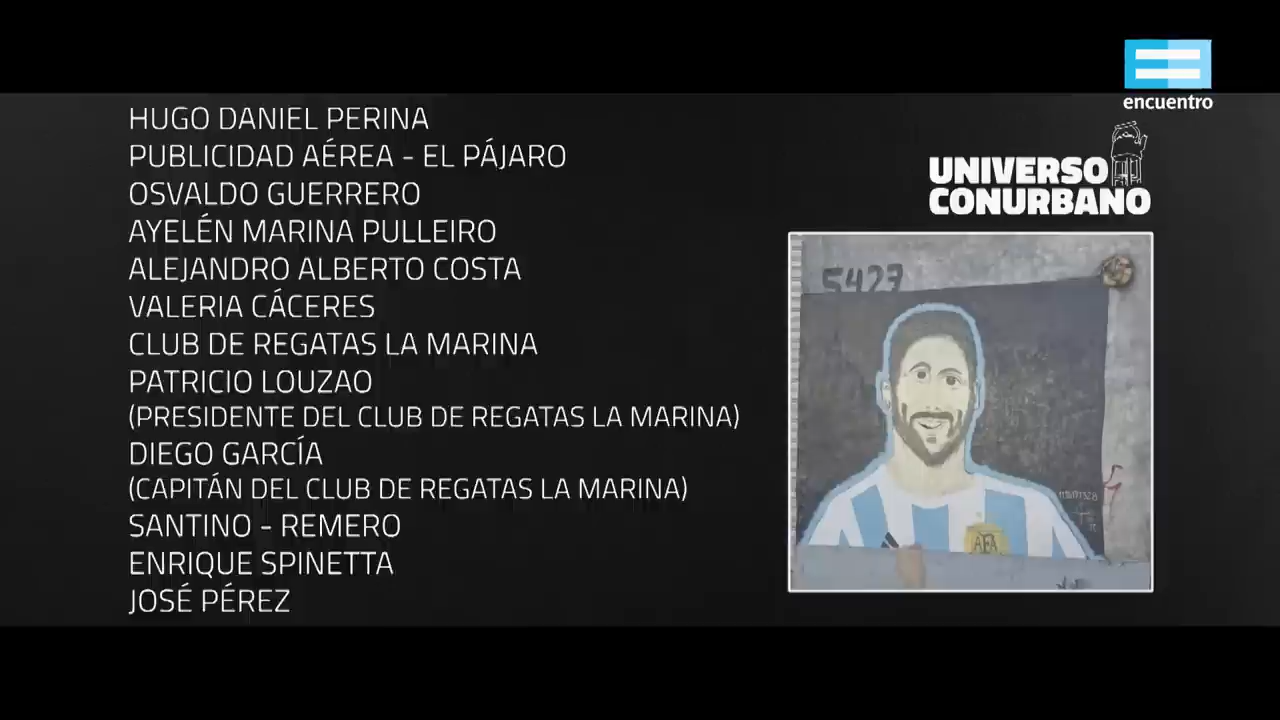 encuentro
UNIVERSO
CONURBANO
HUGO DANIEL PERINA
PUBLICIDAD AÉREA - EL PÁJARO
OSVALDO GUERRERO
AYELÉN MARINA PULLEIRO
ALEJANDRO ALBERTO COSTA
VALERIA CÁCERES
CLUB DE REGATAS LA MARINA
PATRICIO LOUZAO
(PRESIDENTE DEL CLUB DE REGATAS LA MARINA)
DIEGO GARCÍA
(CAPITÁN DEL CLUB DE REGATAS LA MARINA)
SANTINO - REMERO
ENRIQUE SPINETTA
JOSÉ PÉREZ
5427
AFA